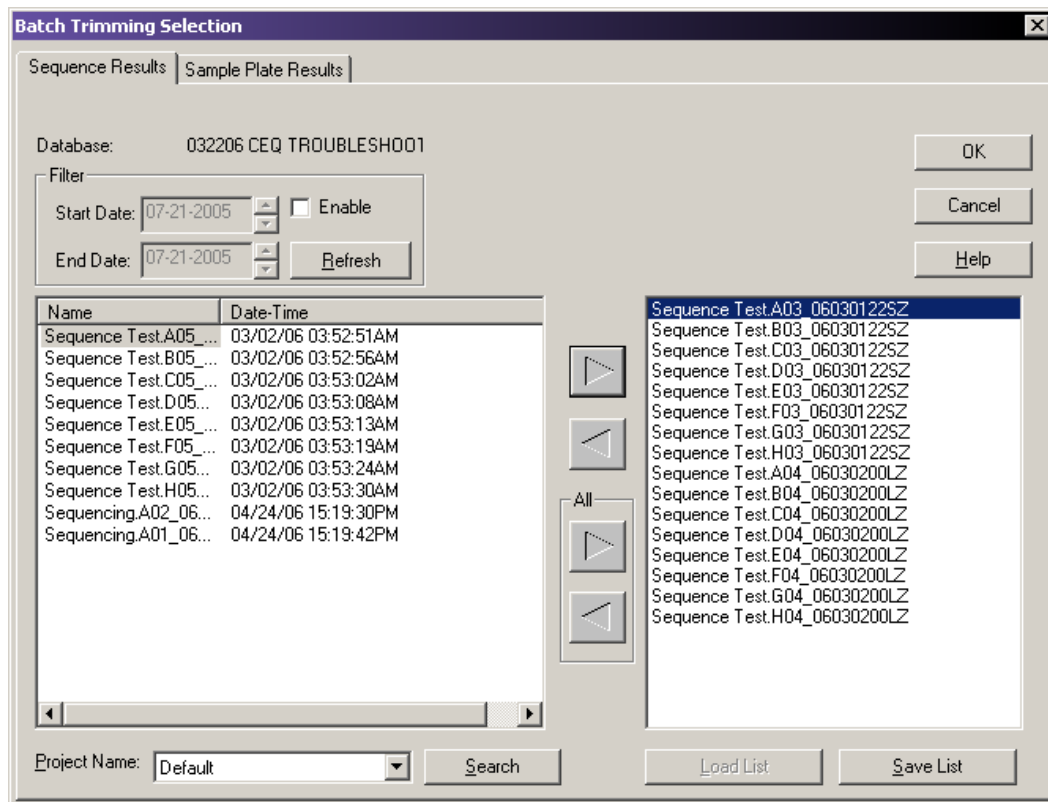 Batch Trimming Selection
Sequence Results
Sample Plate Results
Database: 032206 CEQ TROUBLESHOO1
OK
Filter
Start Date: 07-21-2005
Enable
Cancel
End Date: 07-21-2005
Refresh
Help
Name Date-Time
Sequence Test.A05_... 03/02/06 03:52:51AM
Sequence Test.B05_... 03/02/06 03:52:56AM
Sequence Test.C05_... 03/02/06 03:53:02AM
Sequence Test.D05... 03/02/06 03:53:08AM
Sequence Test.E05_... 03/02/06 03:53:13AM
Sequence Test.F05_... 03/02/06 03:53:19AM
Sequence Test.G05... 03/02/06 03:53:24AM
Sequence Test.H05... 03/02/06 03:53:30AM
Sequencing.A02_06... 04/24/06 15:19:30PM
Sequencing.A01_06... 04/24/06 15:19:42PM
All
Sequence Test.A03_06030122SZ
Sequence Test.B03_06030122SZ
Sequence Test.C03_06030122SZ
Sequence Test.D03_06030122SZ
Sequence Test.E03_06030122SZ
Sequence Test.F03_06030122SZ
Sequence Test.G03_06030122SZ
Sequence Test.H03_06030122SZ
Sequence Test.A04_06030200LZ
Sequence Test.B04_06030200LZ
Sequence Test.C04_06030200LZ
Sequence Test.D04_06030200LZ
Sequence Test.E04_06030200LZ
Sequence Test.F04_06030200LZ
Sequence Test.G04_06030200LZ
Sequence Test.H04_06030200LZ
Project Name: Default
Search
Load List
Save List